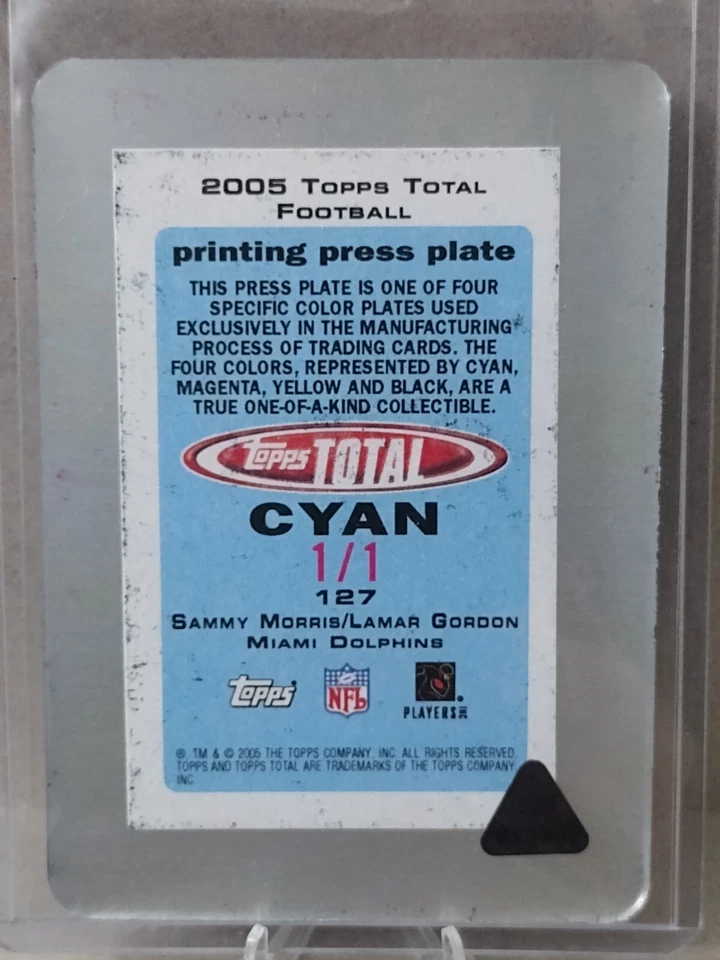 2005 TOPPS TOTAL
FOOTBALL
printing press plate
THIS PRESS PLATE IS ONE OF FOUR
SPECIFIC COLOR PLATES USED
EXCLUSIVELY IN THE MANUFACTURING
PROCESS OF TRADING CARDS. THE
FOUR COLORS, REPRESENTED BY CYAN,
MAGENTA, YELLOW AND BLACK, ARE A
TRUE ONE-OF-A-KIND COLLECTIBLE.
Topps TOTAL
CYAN
1/1
127
SAMMY MORRIS/LAMAR GORDON
MIAMI DOLPHINS
Topps® NFL PLAYERS INC
® TM & © 2005 THE TOPPS COMPANY, INC. ALL RIGHTS RESERVED.
TOPPS AND TOPPS TOTAL ARE TRADEMARKS OF THE TOPPS COMPANY
INC